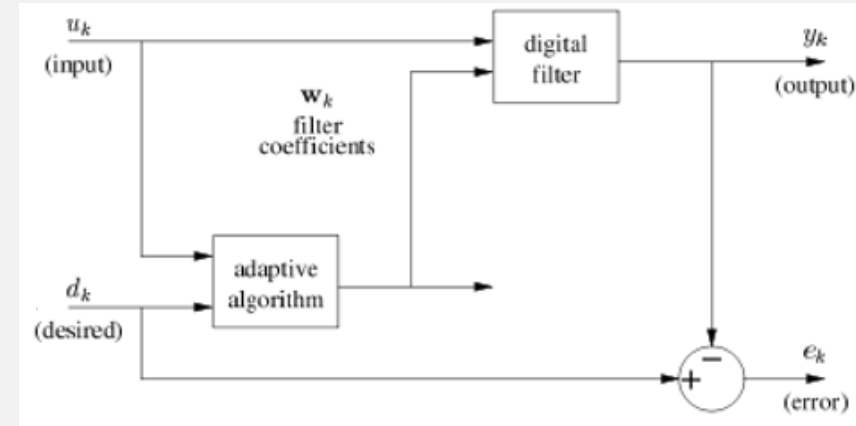 u_k
(input)
digital
filter
y_k
(output)
w_k
filter
coefficients
adaptive
algorithm
d_k
(desired)
−
+
e_k
(error)